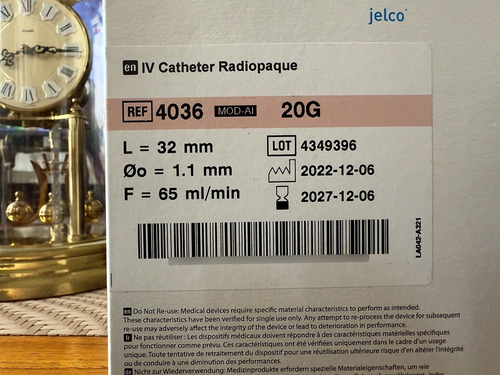 jelco
en IV Catheter Radiopaque
REF 4036 MOD-AI 20G
L = 32 mm LOT 4349396
Øo = 1.1 mm 2022-12-06
F = 65 ml/min 2027-12-06
LA042-A321
en Do Not Re-use: Medical devices require specific material characteristics to perform as intended.
These characteristics have been verified for single use only. Any attempt to re-process the device for subsequent
re-use may adversely affect the integrity of the device or lead to deterioration in performance.
fr Ne pas réutiliser: Les dispositifs médicaux doivent répondre à des caractéristiques matérielles spécifiques
pour fonctionner comme prévu. Ces caractéristiques ont été vérifiées uniquement dans le cadre d'un usage
unique. Toute tentative de retraitement du dispositif pour une réutilisation ultérieure risque d'en altérer l'intégrité
ou de conduire à une diminution des performances.
de Nicht zur Wiederverwendung: Medizinprodukte erfordern spezielle Materialeigenschaften, um wie